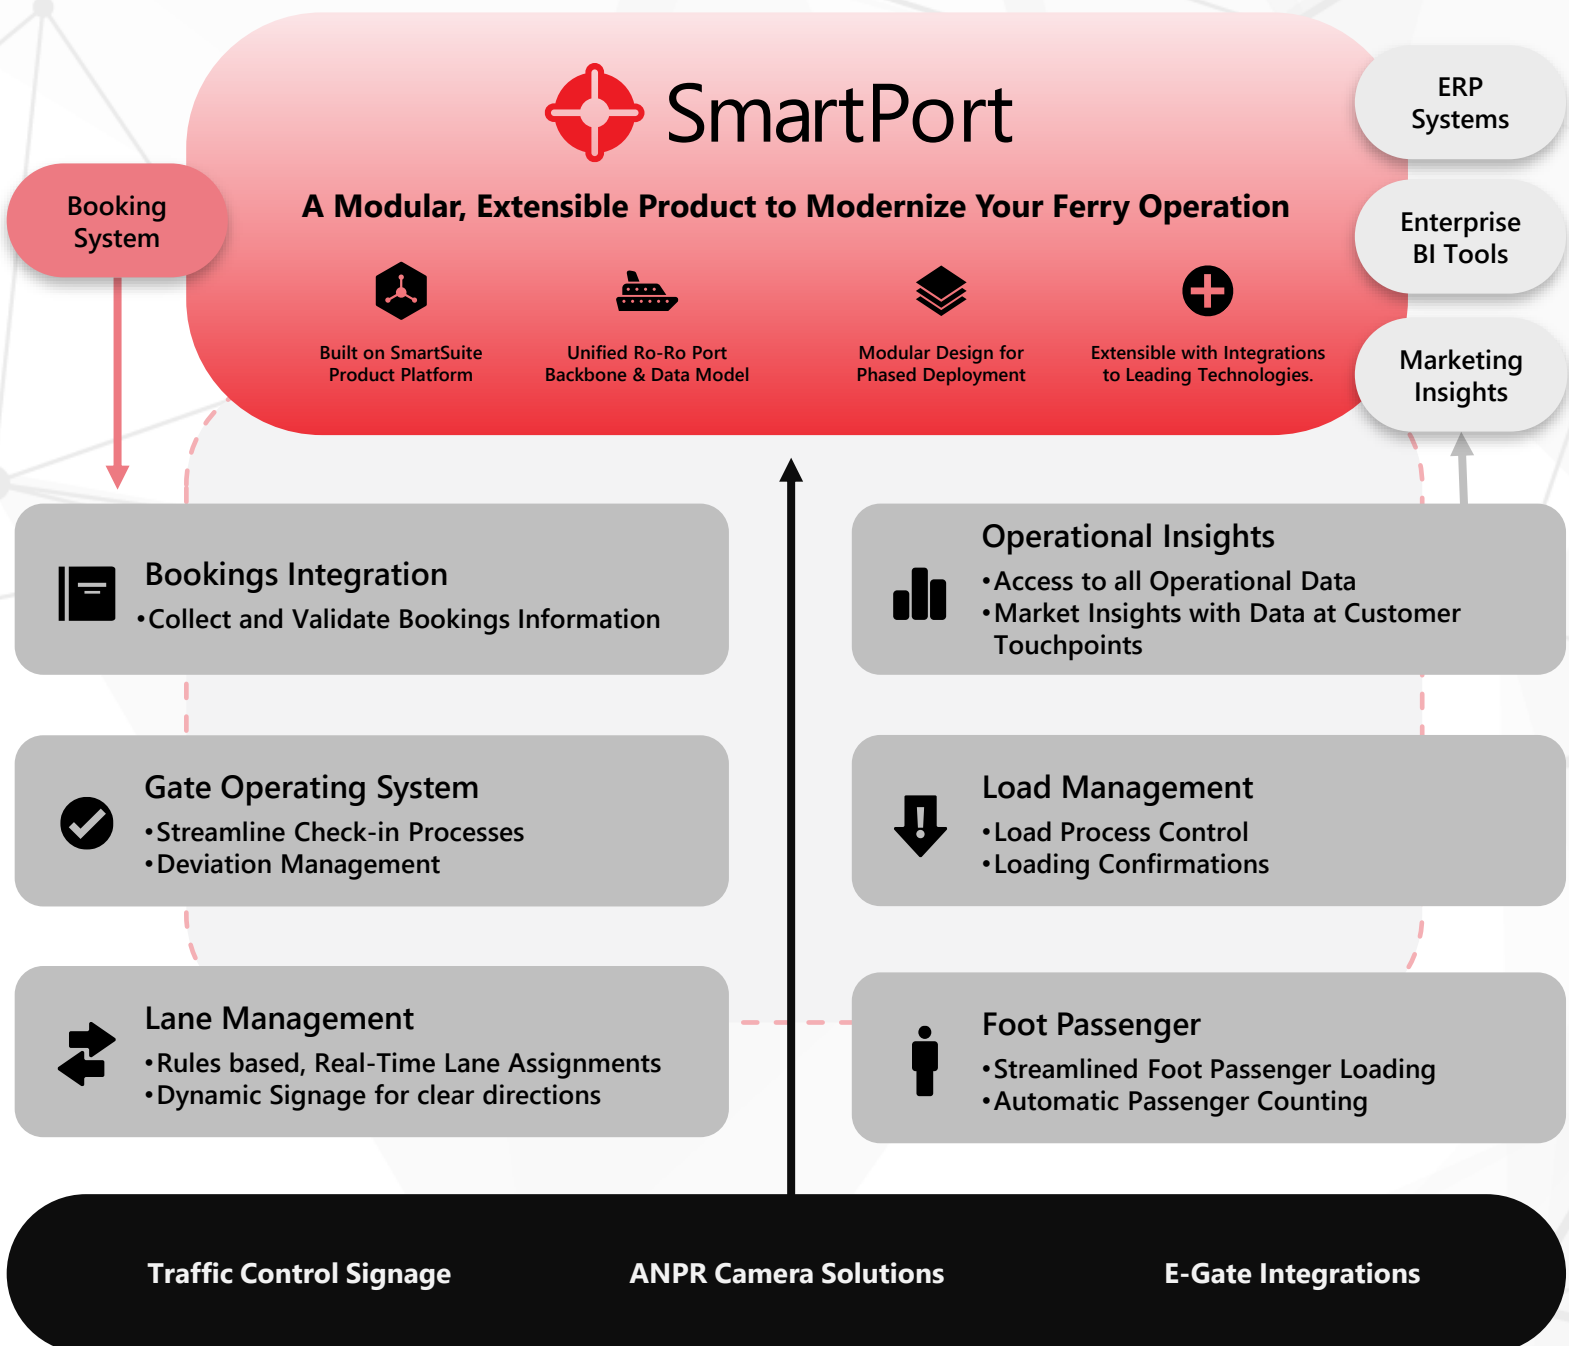 SmartPort
A Modular, Extensible Product to Modernize Your Ferry Operation
Built on SmartSuite
Product Platform
Unified Ro-Ro Port
Backbone & Data Model
Modular Design for
Phased Deployment
Extensible with Integrations
to Leading Technologies.
Booking
System
ERP
Systems
Enterprise
BI Tools
Marketing
Insights
Bookings Integration
•Collect and Validate Bookings Information
Operational Insights
•Access to all Operational Data
•Market Insights with Data at Customer
Touchpoints
Gate Operating System
•Streamline Check-in Processes
•Deviation Management
Load Management
•Load Process Control
•Loading Confirmations
Lane Management
•Rules based, Real-Time Lane Assignments
•Dynamic Signage for clear directions
Foot Passenger
•Streamlined Foot Passenger Loading
•Automatic Passenger Counting
Traffic Control Signage
ANPR Camera Solutions
E-Gate Integrations